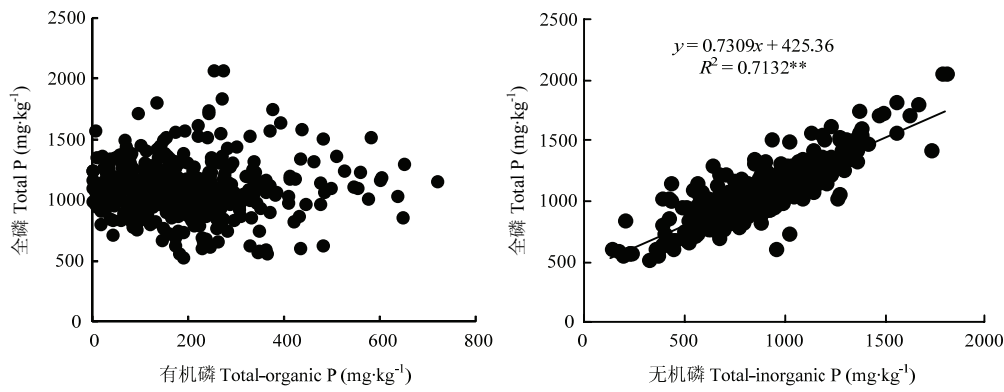 2500
2000
1500
1000
500
0
全磷 Total P (mg·kg⁻¹)
0 200 400 600 800
有机磷 Total-organic P (mg·kg⁻¹)
2500
2000
1500
1000
500
0
全磷 Total P (mg·kg⁻¹)
y = 0.7309x + 425.36
R² = 0.7132**
0 500 1000 1500 2000
无机磷 Total-inorganic P (mg·kg⁻¹)